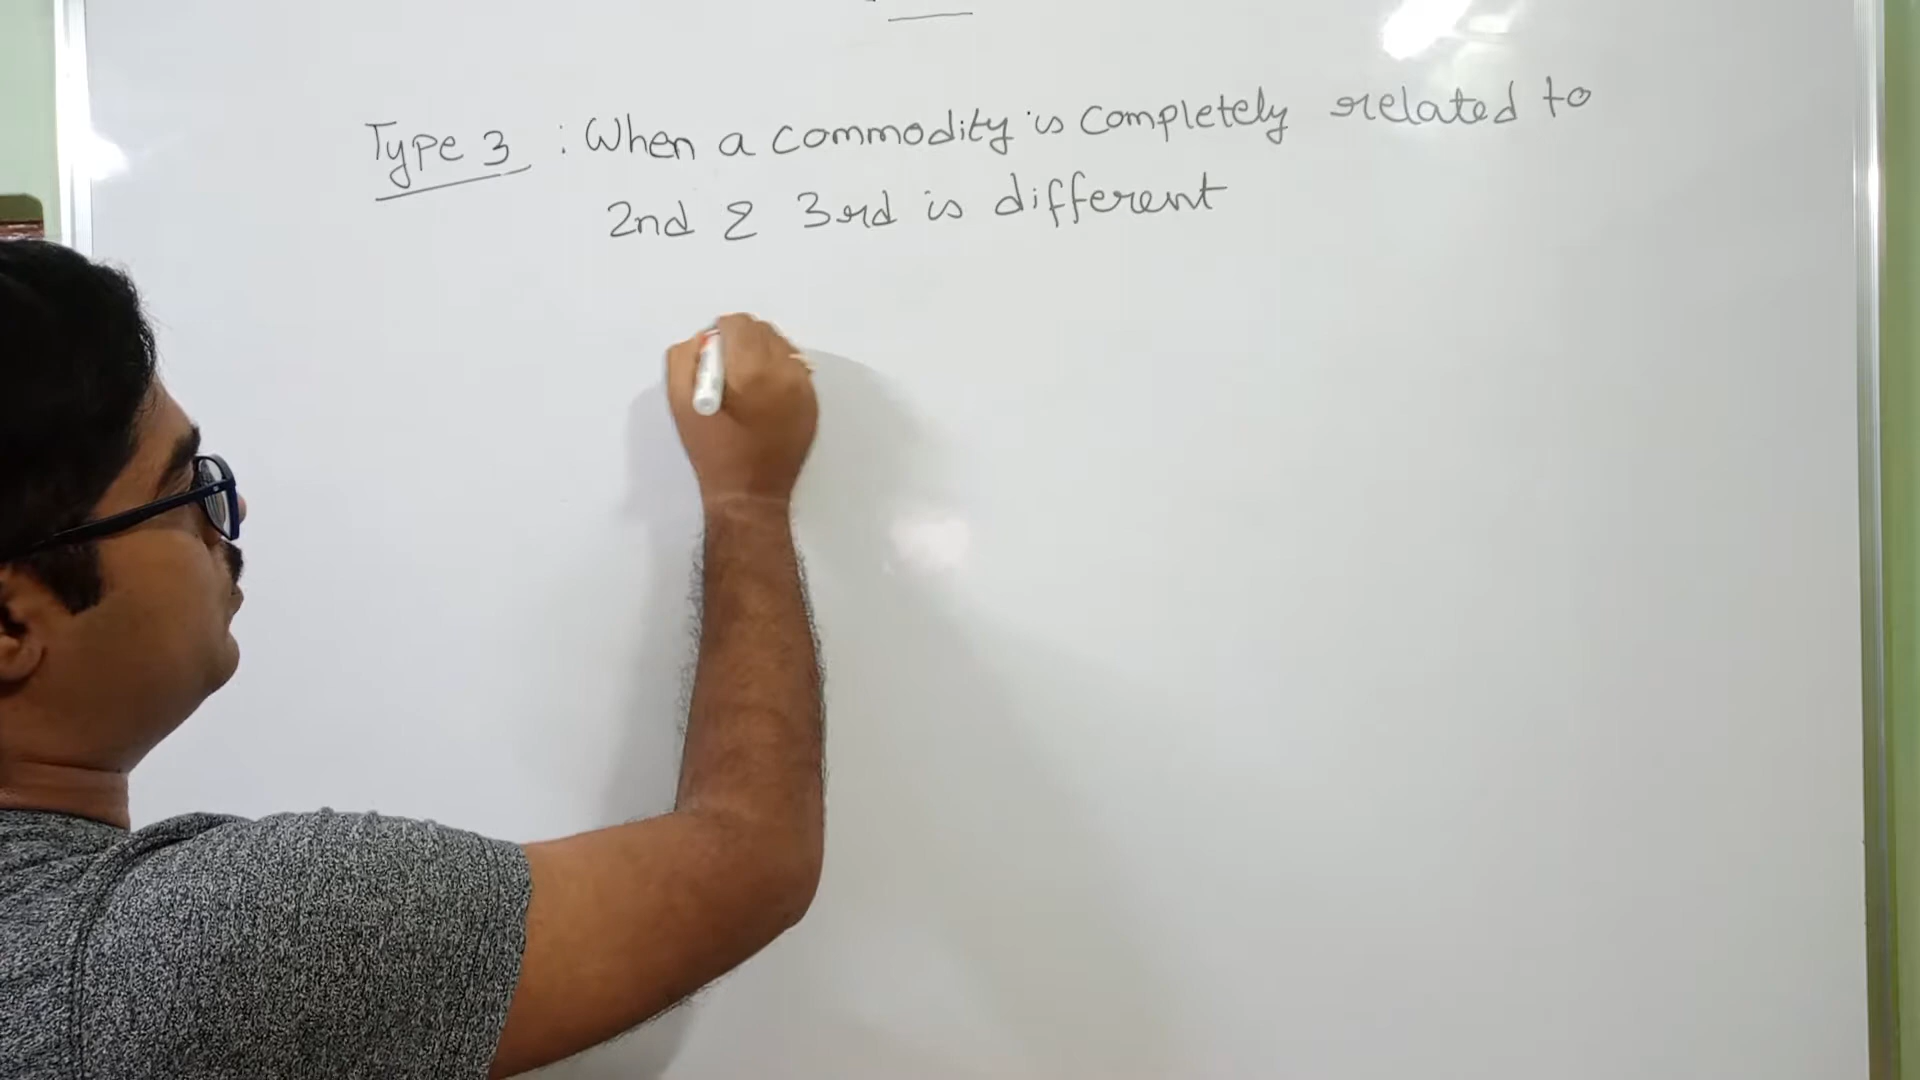 Type 3 : When a commodity is completely related to
2nd & 3rd is different